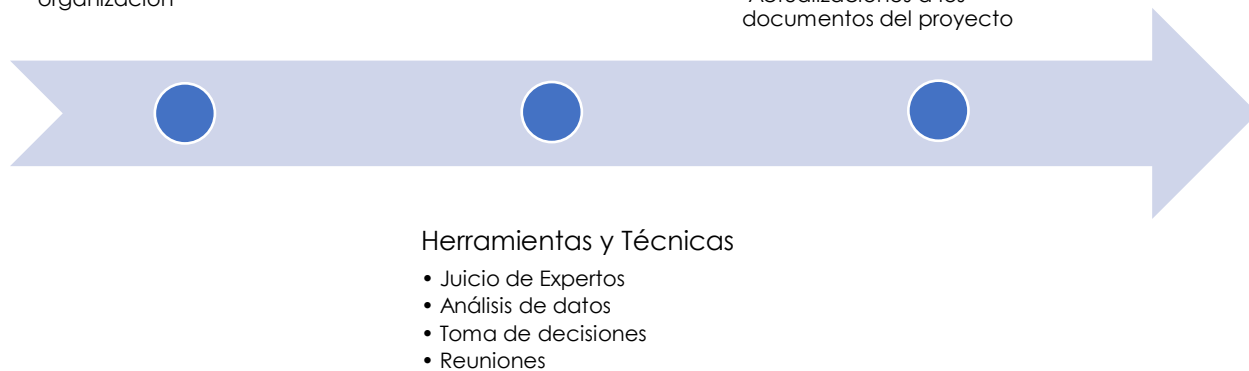 organización
documentos del proyecto
Herramientas y Técnicas
• Juicio de Expertos
• Análisis de datos
• Toma de decisiones
• Reuniones